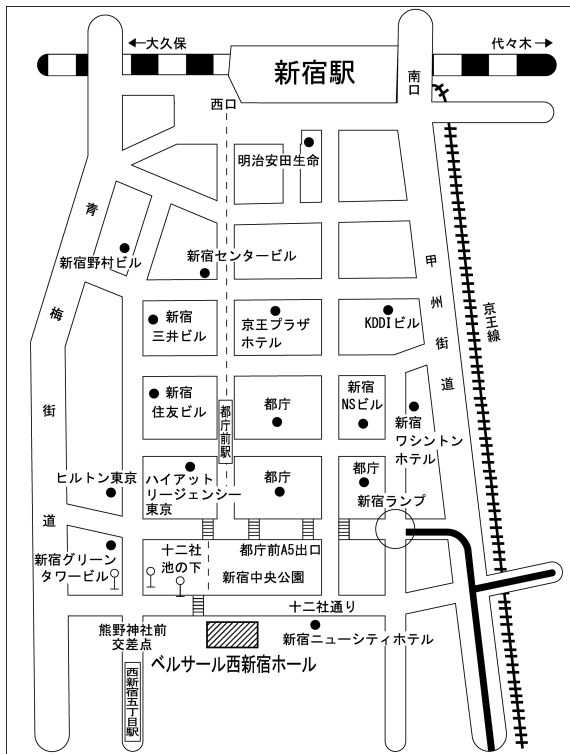 ←大久保
代々木→
新宿駅
南口
西口
明治安田生命
青梅街道
新宿野村ビル
新宿センタービル
甲州街道
京王線
新宿
三井ビル
京王プラザ
ホテル
KDDIビル
新宿
住友ビル
都庁
新宿
NSビル
新宿
ワシントン
ホテル
都庁前駅
ヒルトン東京
ハイアット
リージェンシー
東京
都庁
都庁
新宿ランプ
新宿グリーン
タワービル
十二社
池の下
都庁前A5出口
新宿中央公園
十二社通り
熊野神社前
交差点
新宿ニューシティホテル
ベルサール西新宿ホール
西新宿五丁目駅